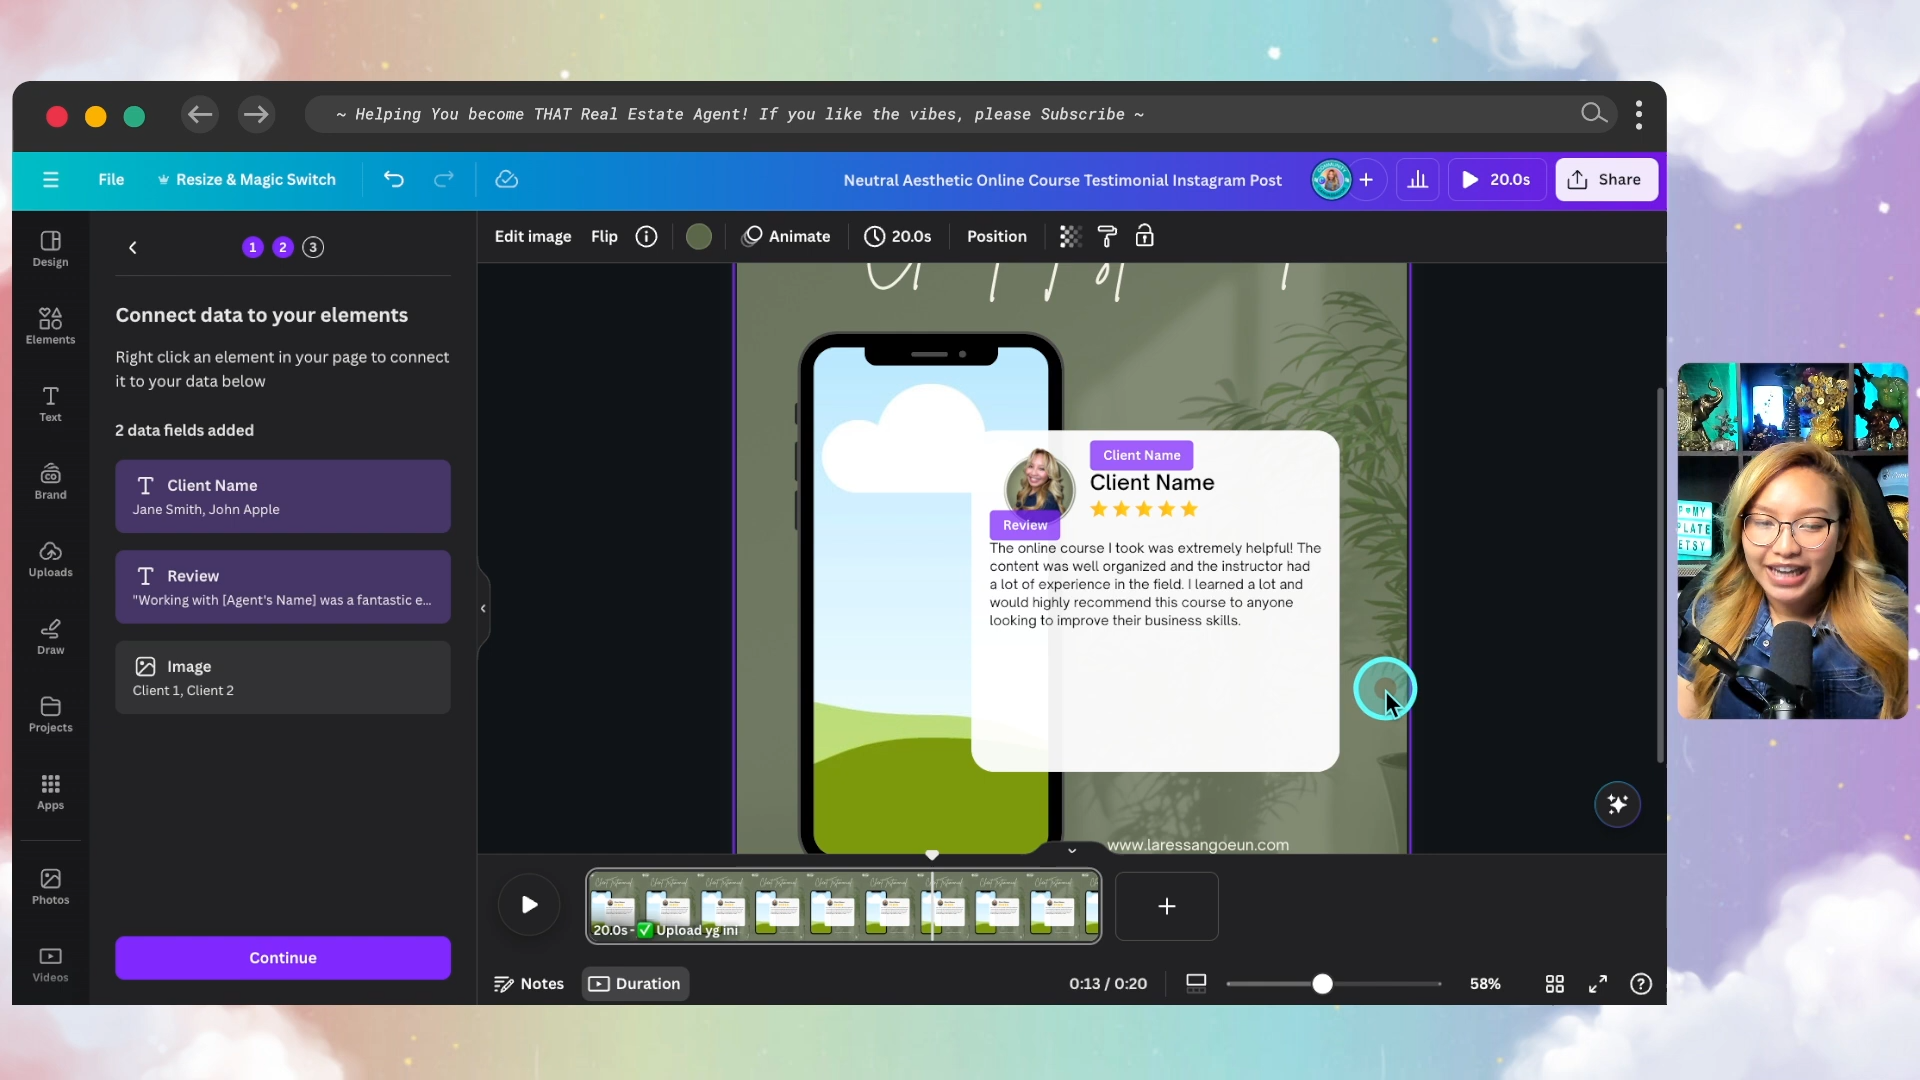 ~ Helping You become THAT Real Estate Agent! If you like the vibes, please Subscribe ~
File
Resize & Magic Switch
Neutral Aesthetic Online Course Testimonial Instagram Post
20.0s
Share
Design
Elements
Text
Brand
Uploads
Draw
Projects
Apps
Photos
Videos
1
2
3
Connect data to your elements
Right click an element in your page to connect
it to your data below
2 data fields added
Client Name
Jane Smith, John Apple
Review
"Working with [Agent's Name] was a fantastic e...
Image
Client 1, Client 2
Continue
Edit image
Flip
Animate
20.0s
Position
Client Name
Client Name
Review
The online course I took was extremely helpful! The
content was well organized and the instructor had
a lot of experience in the field. I learned a lot and
would highly recommend this course to anyone
looking to improve their business skills.
www.laressangoeun.com
20.0s - ✅ Upload yg ini
Notes
Duration
0:13 / 0:20
58%